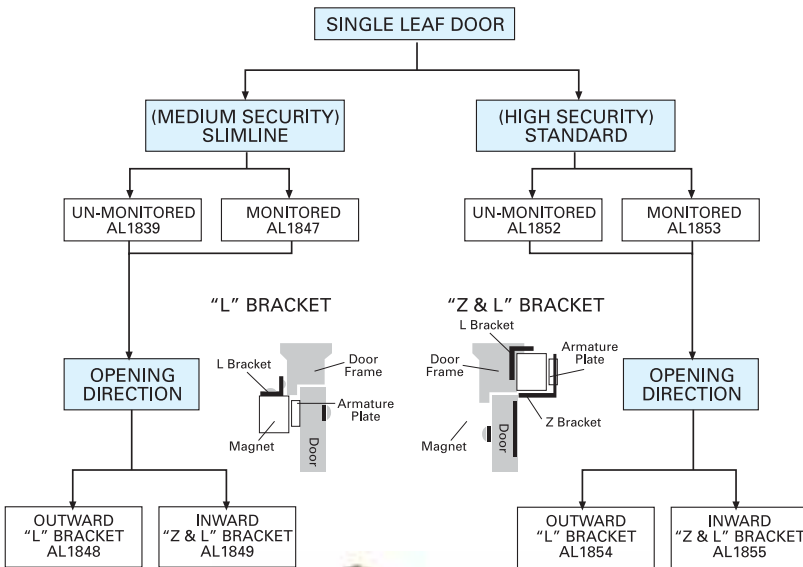 SINGLE LEAF DOOR
(MEDIUM SECURITY)
SLIMLINE
(HIGH SECURITY)
STANDARD
UN-MONITORED
AL1839
MONITORED
AL1847
UN-MONITORED
AL1852
MONITORED
AL1853
"L" BRACKET
L Bracket
Door
Frame
Armature
Plate
Magnet
Door
"Z & L" BRACKET
L Bracket
Door
Frame
Armature
Plate
Z Bracket
Magnet
Door
OPENING
DIRECTION
OPENING
DIRECTION
OUTWARD
"L" BRACKET
AL1848
INWARD
"Z & L" BRACKET
AL1849
OUTWARD
"L" BRACKET
AL1854
INWARD
"Z & L" BRACKET
AL1855